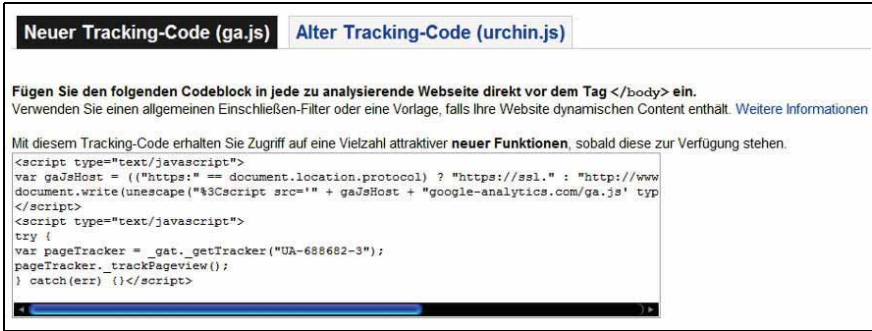 Neuer Tracking-Code (ga.js) Alter Tracking-Code (urchin.js)
Fügen Sie den folgenden Codeblock in jede zu analysierende Webseite direkt vor dem Tag </body> ein.
Verwenden Sie einen allgemeinen Einschließen-Filter oder eine Vorlage, falls Ihre Website dynamischen Content enthält. Weitere Informationen
Mit diesem Tracking-Code erhalten Sie Zugriff auf eine Vielzahl attraktiver neuer Funktionen, sobald diese zur Verfügung stehen.
<script type="text/javascript">
var gaJsHost = (("https:" == document.location.protocol) ? "https://ssl." : "http://www
document.write(unescape("%3Cscript src='" + gaJsHost + "google-analytics.com/ga.js' typ
</script>
<script type="text/javascript">
try {
var pageTracker = _gat._getTracker("UA-688682-3");
pageTracker._trackPageview();
} catch(err) {}</script>